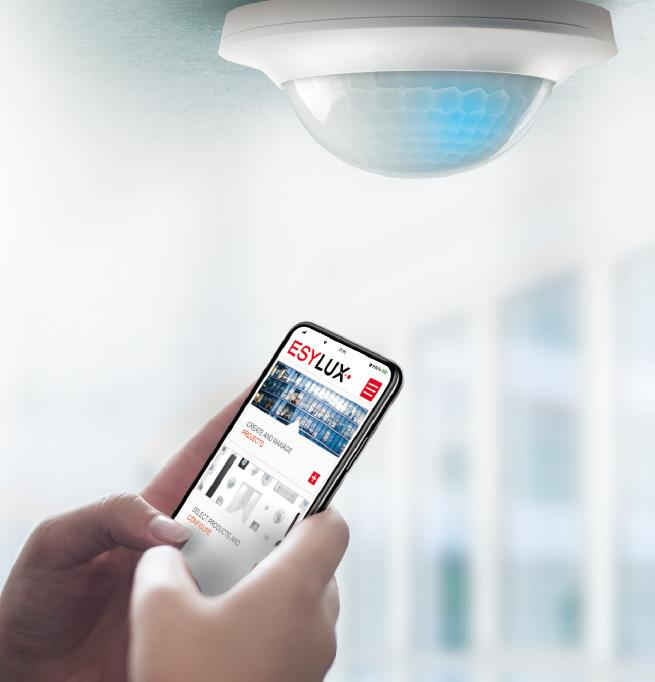 ESYLUX
CREATE AND MANAGE
PROJECTS
SELECT PRODUCTS AND
CONFIGURE